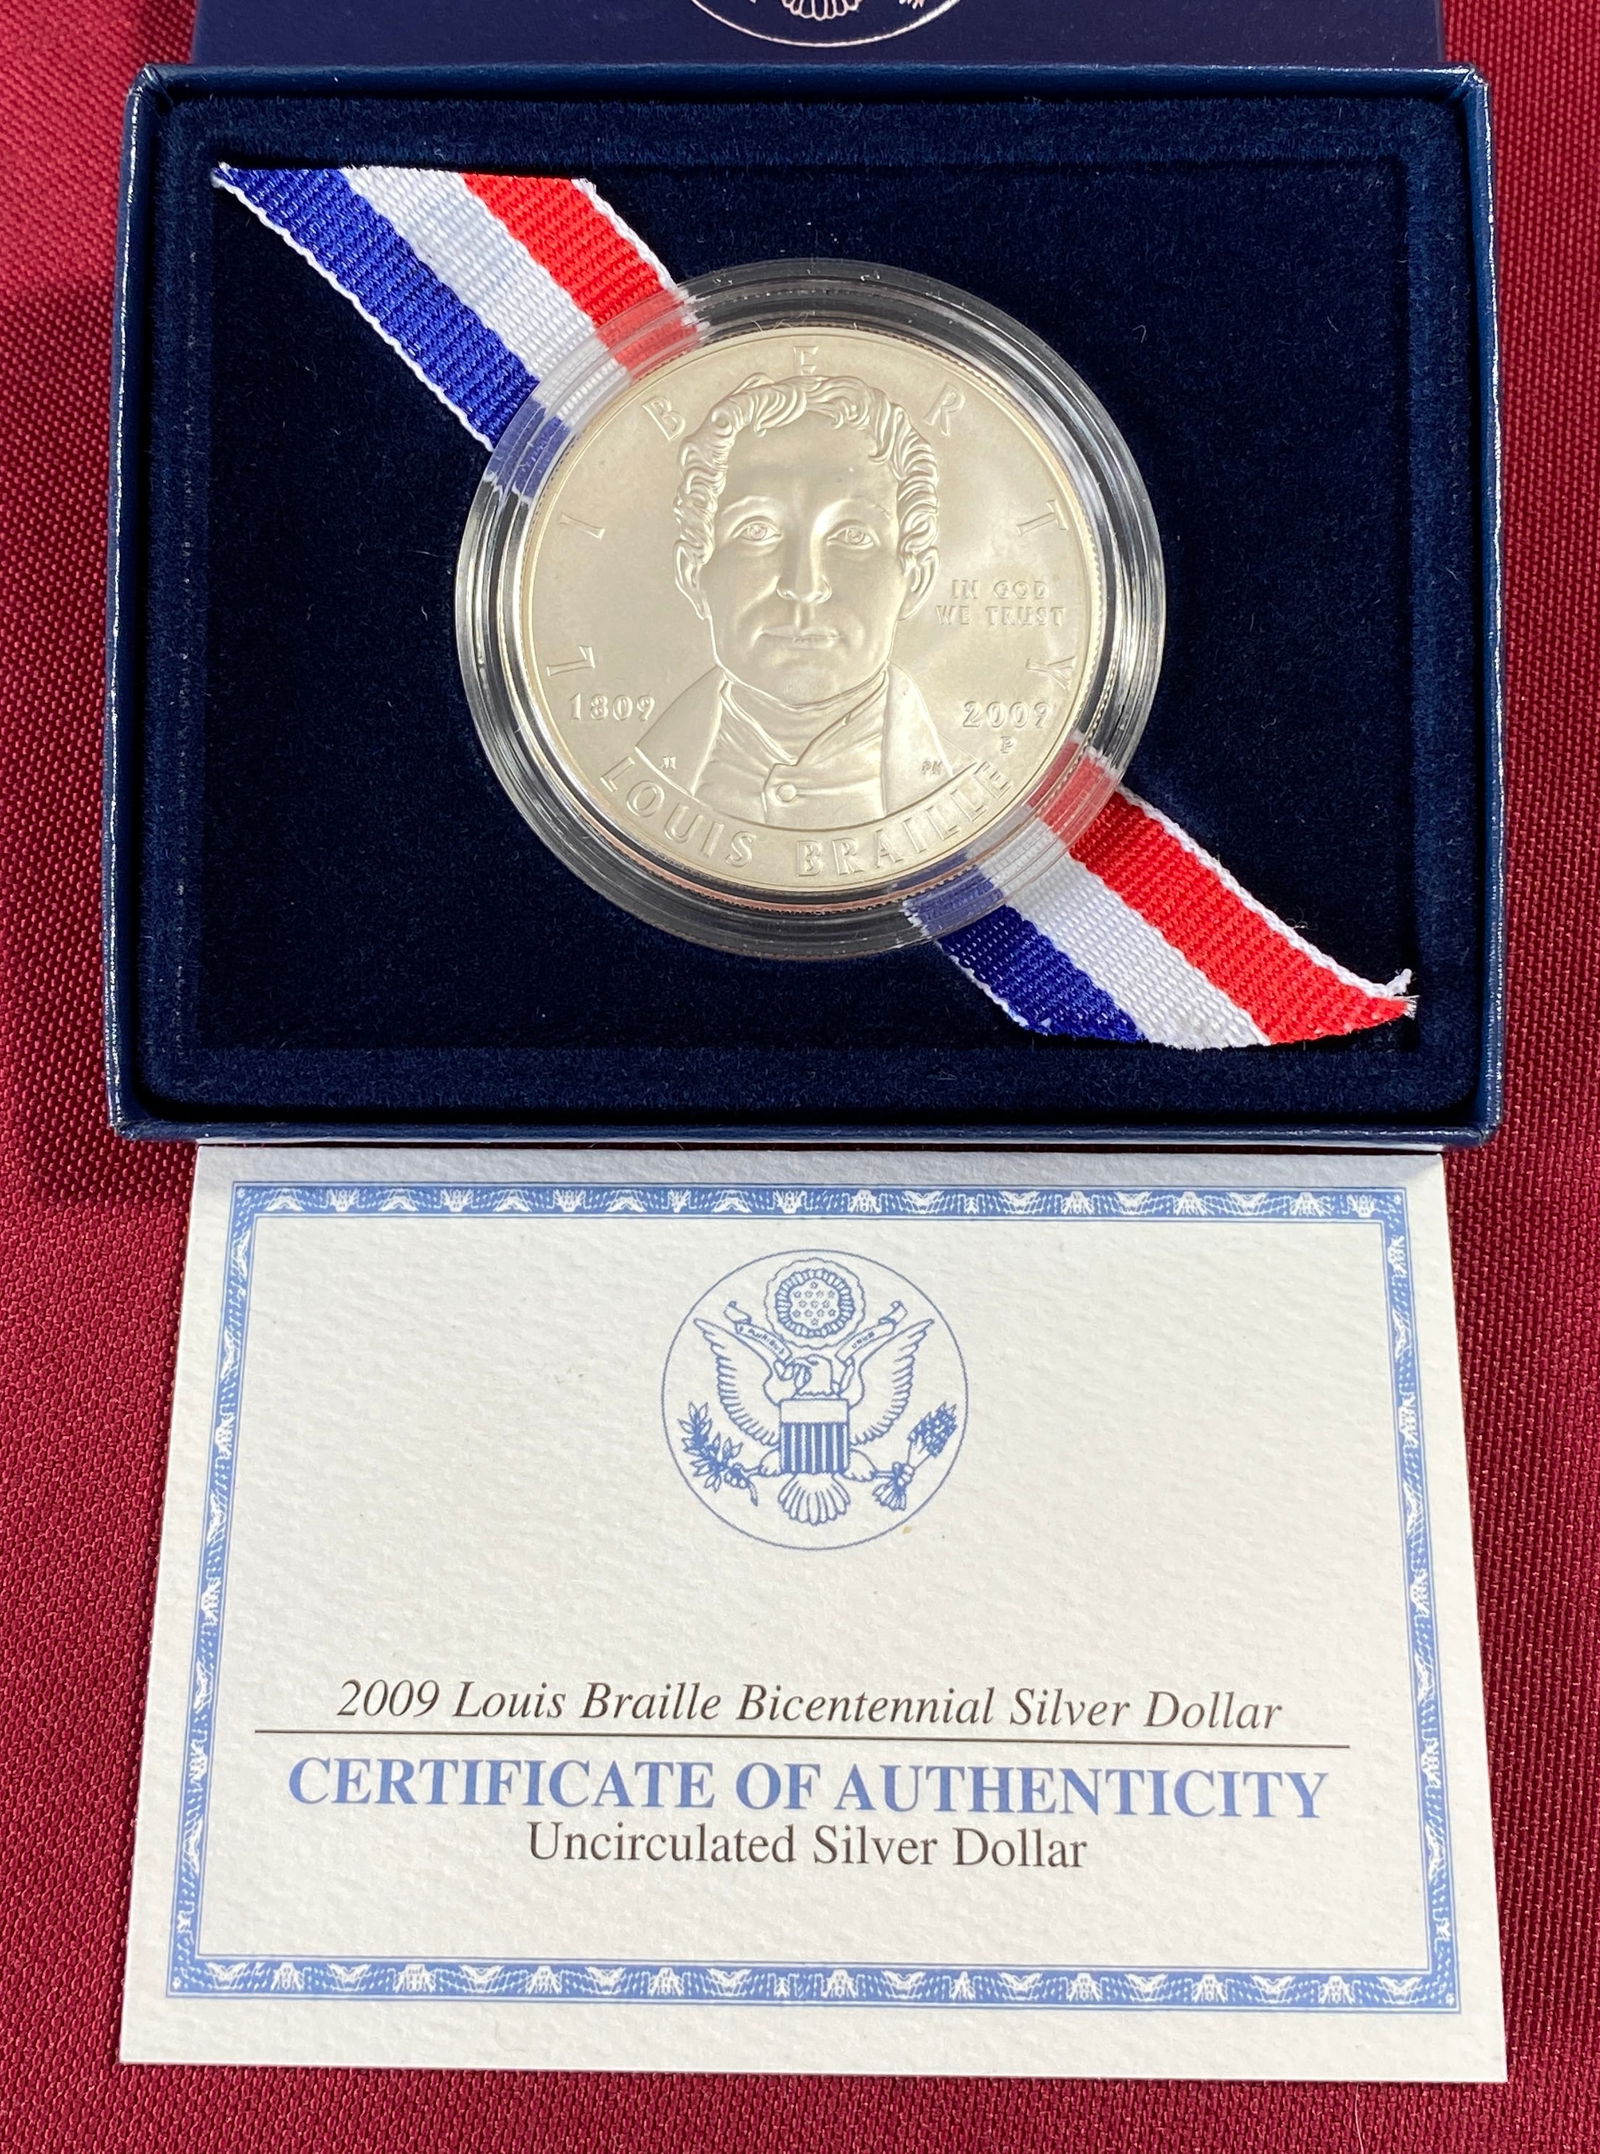 LIBERTY
IN GOD
WE TRUST
1809
2009
P
LOUIS BRAILLE
2009 Louis Braille Bicentennial Silver Dollar
CERTIFICATE OF AUTHENTICITY
Uncirculated Silver Dollar